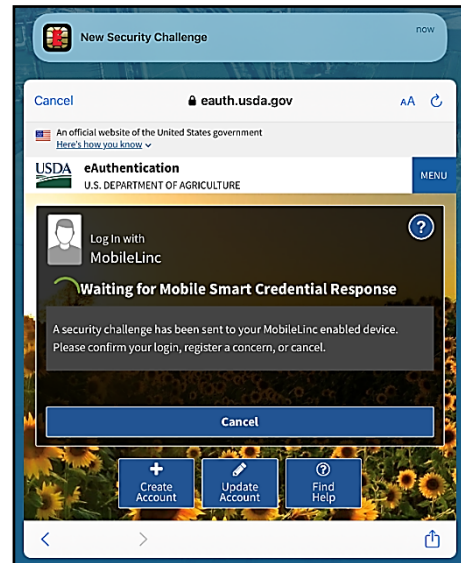 New Security Challenge
now
Cancel
eauth.usda.gov
AA
An official website of the United States government
Here's how you know
USDA
eAuthentication
U.S. DEPARTMENT OF AGRICULTURE
MENU
Log In with
MobileLinc
?
Waiting for Mobile Smart Credential Response
A security challenge has been sent to your MobileLinc enabled device.
Please confirm your login, register a concern, or cancel.
Cancel
Create
Account
Update
Account
?
Find
Help